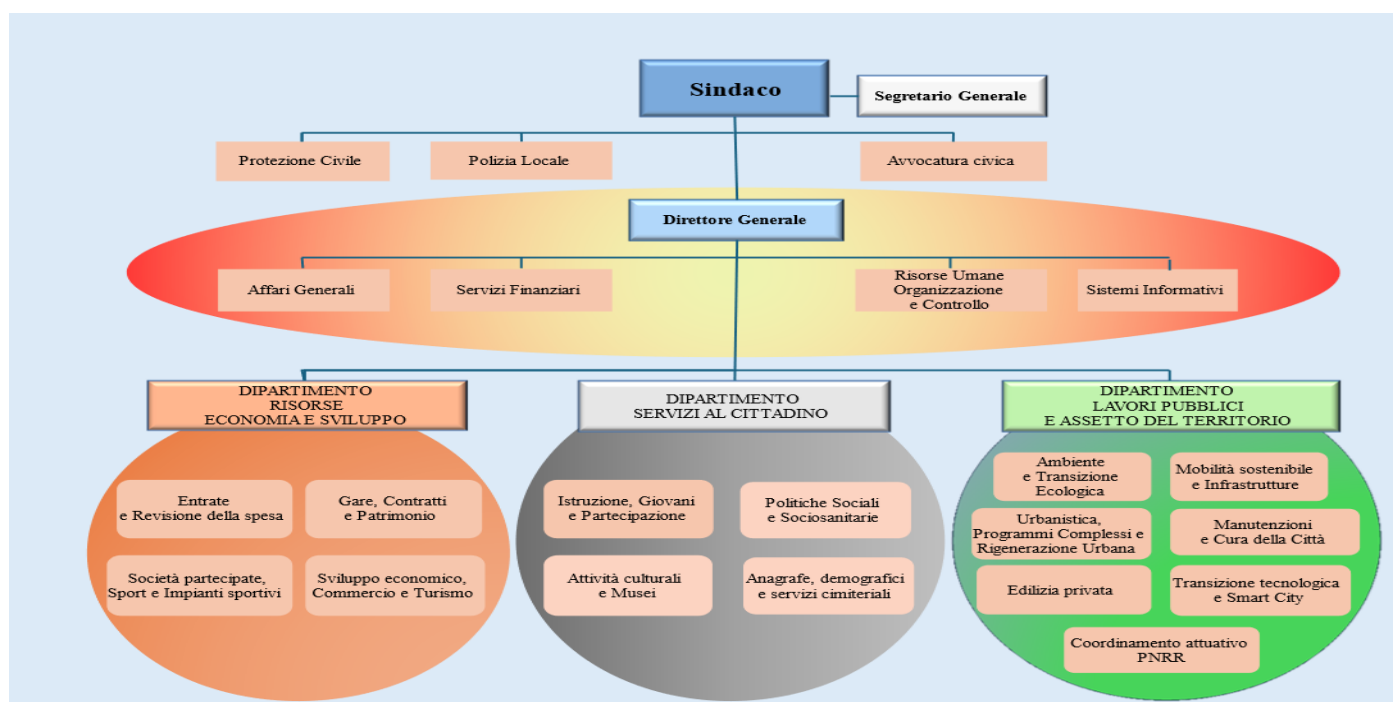 Sindaco
Segretario Generale
Protezione Civile
Polizia Locale
Avvocatura civica
Direttore Generale
Affari Generali
Servizi Finanziari
Risorse Umane
Organizzazione
e Controllo
Sistemi Informativi
DIPARTIMENTO
RISORSE
ECONOMIA E SVILUPPO
DIPARTIMENTO
SERVIZI AL CITTADINO
DIPARTIMENTO
LAVORI PUBBLICI
E ASSETTO DEL TERRITORIO
Entrate
e Revisione della spesa
Gare, Contratti
e Patrimonio
Società partecipate,
Sport e Impianti sportivi
Sviluppo economico,
Commercio e Turismo
Istruzione, Giovani
e Partecipazione
Politiche Sociali
e Sociosanitarie
Attività culturali
e Musei
Anagrafe, demografici
e servizi cimiteriali
Ambiente
e Transizione
Ecologica
Mobilità sostenibile
e Infrastrutture
Urbanistica,
Programmi Complessi e
Rigenerazione Urbana
Manutenzioni
e Cura della Città
Edilizia privata
Transizione tecnologica
e Smart City
Coordinamento attuativo
PNRR